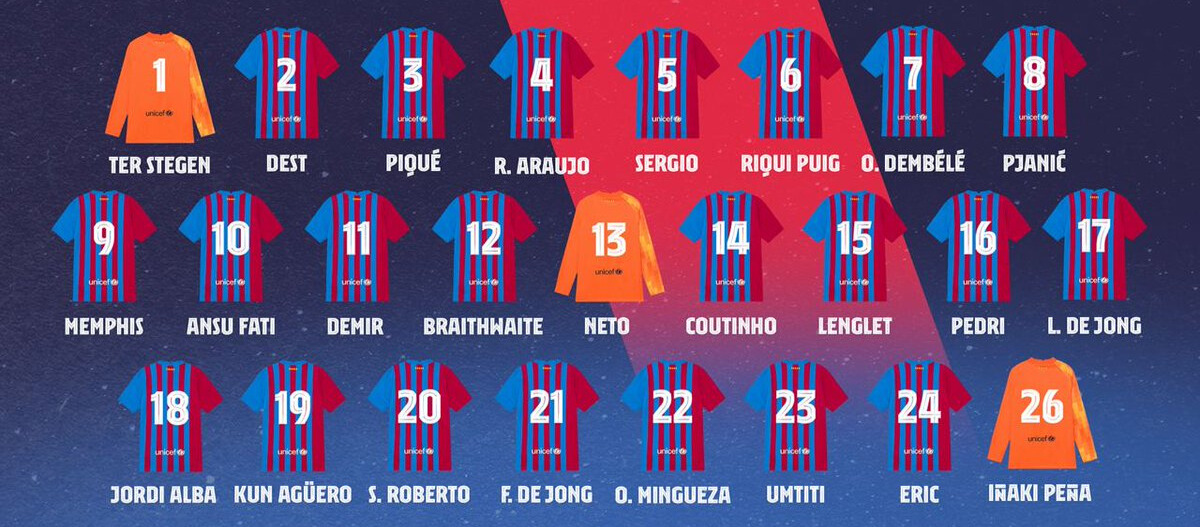 1 2 3 4 5 6 7 8
unicef unicef unicef unicef unicef unicef unicef unicef
TER STEGEN DEST PIQUÉ R. ARAUJO SERGIO RIQUI PUIG O. DEMBÉLÉ PJANIĆ
9 10 11 12 13 14 15 16 17
unicef unicef unicef unicef unicef unicef unicef unicef unicef
MEMPHIS ANSU FATI DEMIR BRAITHWAITE NETO COUTINHO LENGLET PEDRI L. DE JONG
18 19 20 21 22 23 24 26
unicef unicef unicef unicef unicef unicef unicef unicef
JORDI ALBA KUN AGÜERO S. ROBERTO F. DE JONG O. MINGUEZA UMTITI ERIC IÑAKI PEÑA